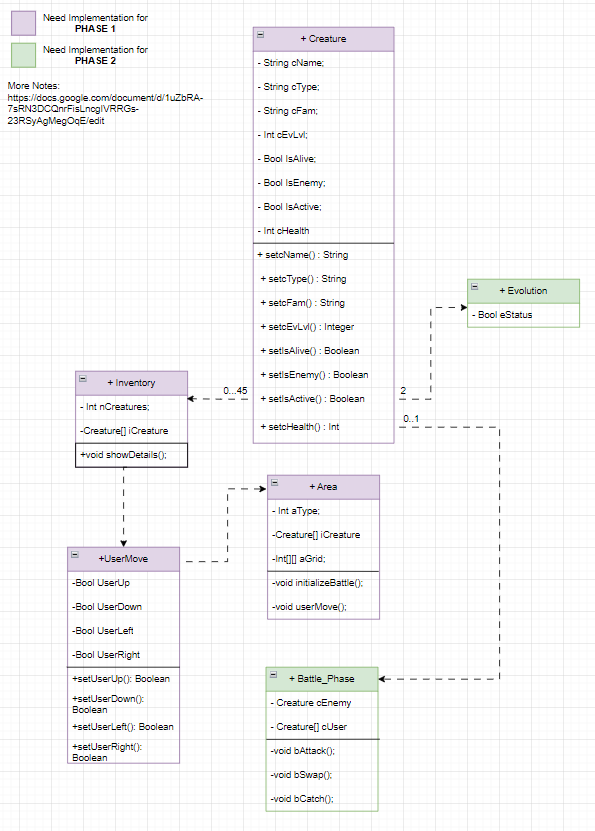 Need Implementation for
PHASE 1
Need Implementation for
PHASE 2
More Notes:
https://docs.google.com/document/d/1uZbRA-
7sRN3DCQnrFisLncglVRRGs-
23RSyAgMegOqE/edit
+ Creature
- String cName;
- String cType;
- String cFam;
- Int cEvLvl;
- Bool IsAlive;
- Bool IsEnemy;
- Bool IsActive;
- Int cHealth
+ setcName() : String
+ setcType() : String
+ setcFam() : String
+ setcEvLvl() : Integer
+ setIsAlive() : Boolean
+ setIsEnemy() : Boolean
+ setIsActive() : Boolean
+ setcHealth() : Int
+ Evolution
- Bool eStatus
0...45
2
0..1
+ Inventory
- Int nCreatures;
-Creature[] iCreature
+void showDetails();
+ Area
- Int aType;
-Creature[] iCreature
-Int[][] aGrid;
-void initializeBattle();
-void userMove();
+UserMove
-Bool UserUp
-Bool UserDown
-Bool UserLeft
-Bool UserRight
+setUserUp(): Boolean
+setUserDown():
Boolean
+setUserLeft(): Boolean
+setUserRight():
Boolean
+ Battle_Phase
- Creature cEnemy
- Creature[] cUser
-void bAttack();
-void bSwap();
-void bCatch();